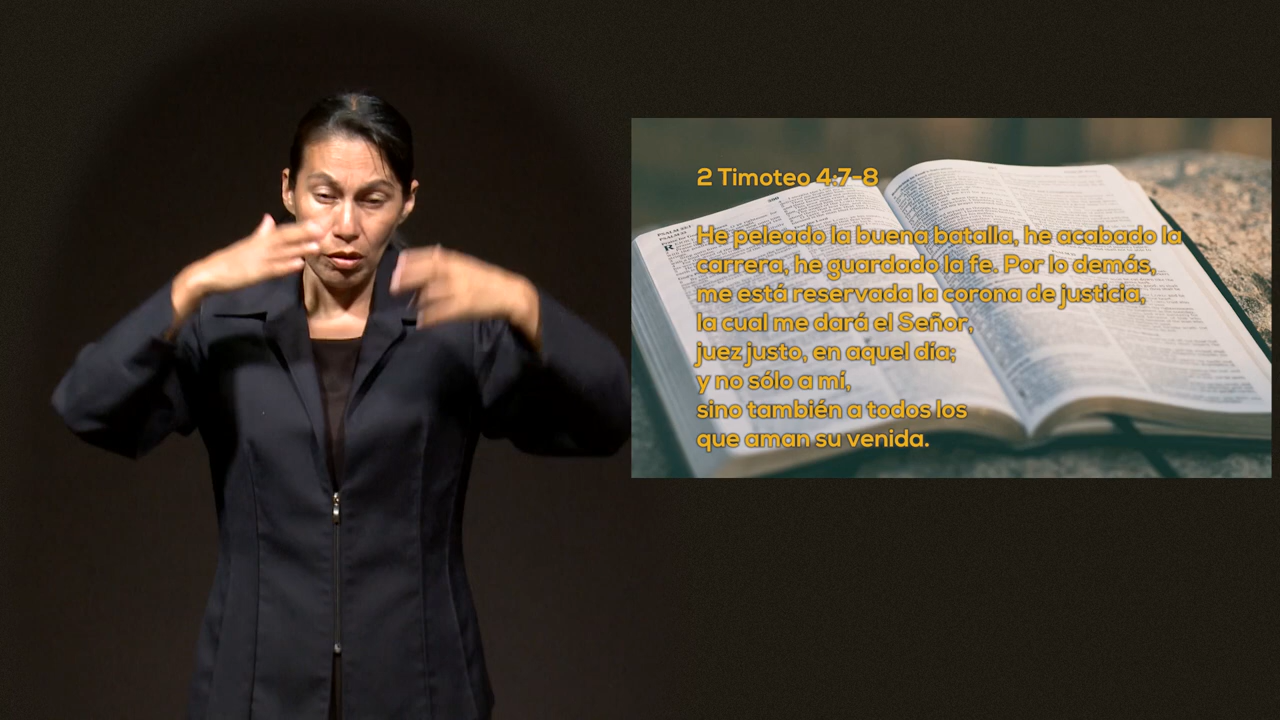 2 Timoteo 4:7-8
He peleado la buena batalla, he acabado la
carrera, he guardado la fe. Por lo demás,
me está reservada la corona de justicia,
la cual me dará el Señor,
juez justo, en aquel día;
y no sólo a mí,
sino también a todos los
que aman su venida.